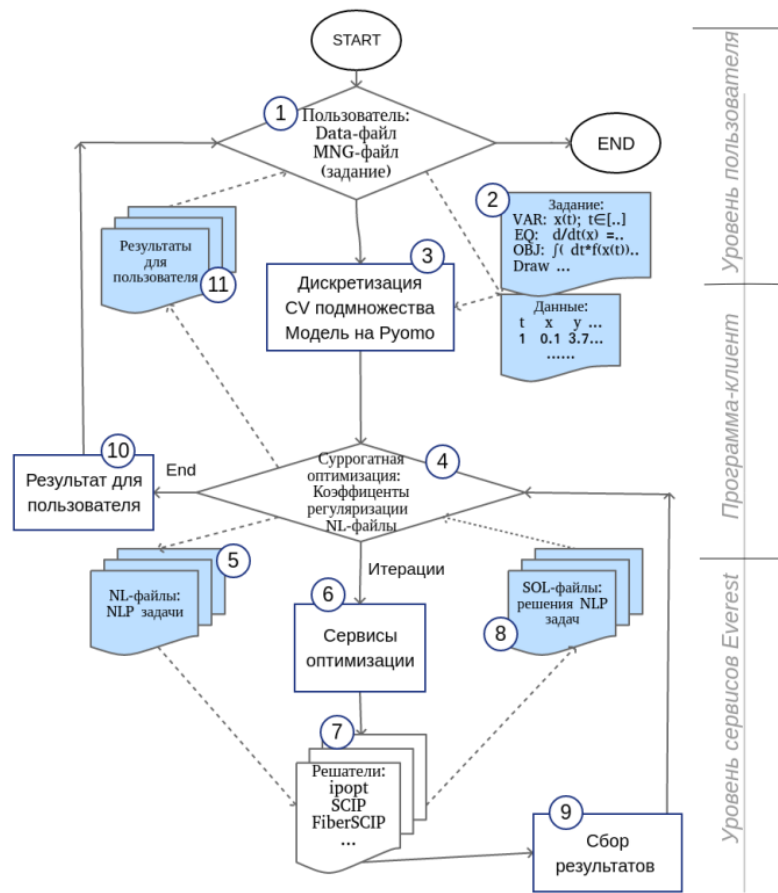 START
1
Пользователь:
Data-файл
MNG-файл
(задание)
END
2
Задание:
VAR: x(t); t∈[..]
EQ: d/dt(x) =..
OBJ: ∫( dt*f(x(t))..
Draw ...
Данные:
t x y ...
1 0.1 3.7...
......
Результаты
для
пользователя
11
3
Дискретизация
CV подмножества
Модель на Pyomo
4
Суррогатная
оптимизация:
Коэффициенты
регуляризации
NL-файлы
End
10
Результат для
пользователя
5
NL-файлы:
NLP задачи
Итерации
6
Сервисы
оптимизации
SOL-файлы:
решения NLP
задач
8
7
Решатели:
ipopt
SCIP
FiberSCIP
...
9
Сбор
результатов
Уровень пользователя
Программа-клиент
Уровень сервисов Everest